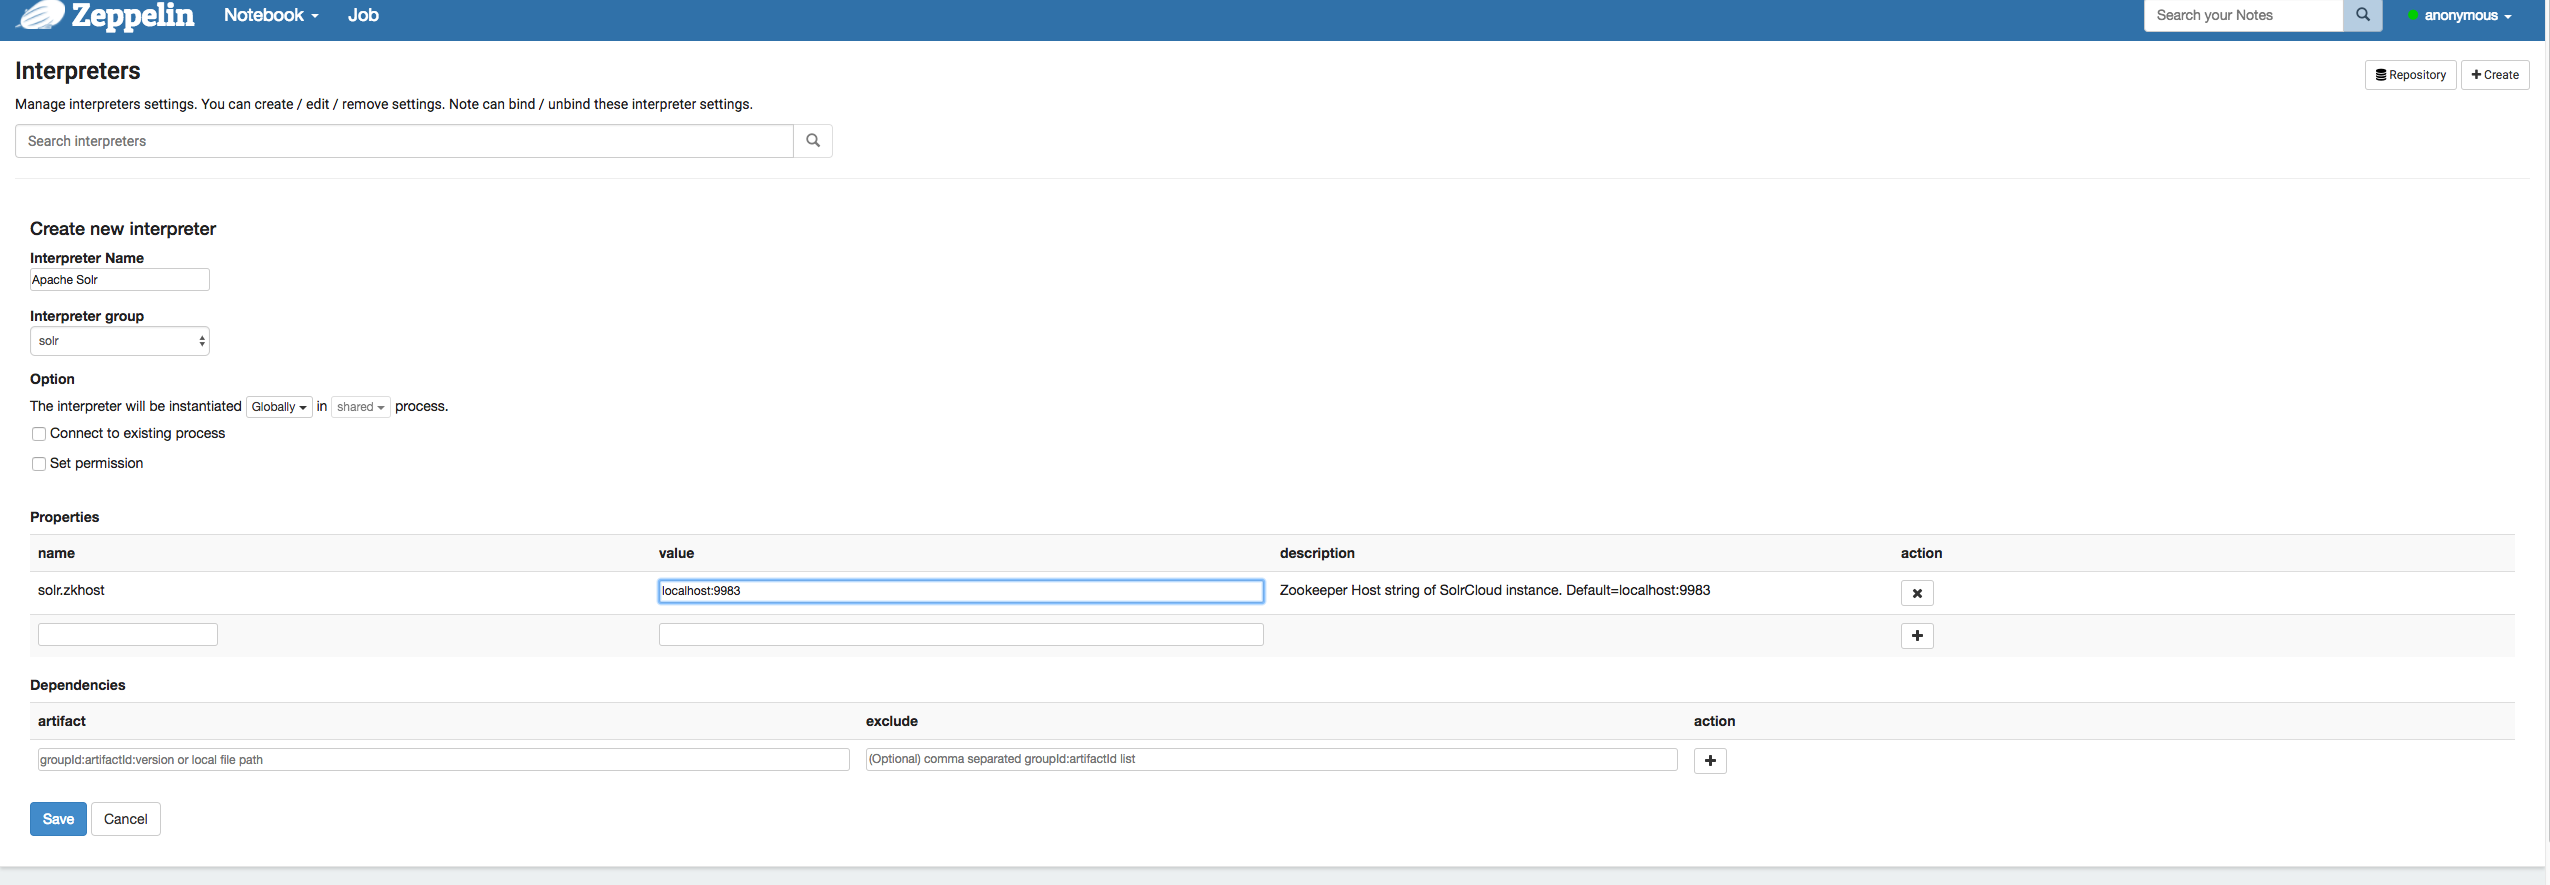 Zeppelin Notebook Job Search your Notes anonymous
Interpreters
Repository Create
Manage interpreters settings. You can create / edit / remove settings. Note can bind / unbind these interpreter settings.
Search interpreters
Create new interpreter
Interpreter Name
Apache Solr
Interpreter group
solr
Option
The interpreter will be instantiated Globally in shared process.
Connect to existing process
Set permission
Properties
name value description action
solr.zkhost localhost:9983 Zookeeper Host string of SolrCloud instance. Default=localhost:9983
Dependencies
artifact exclude action
groupId:artifactId:version or local file path (Optional) comma separated groupId:artifactId list
Save Cancel